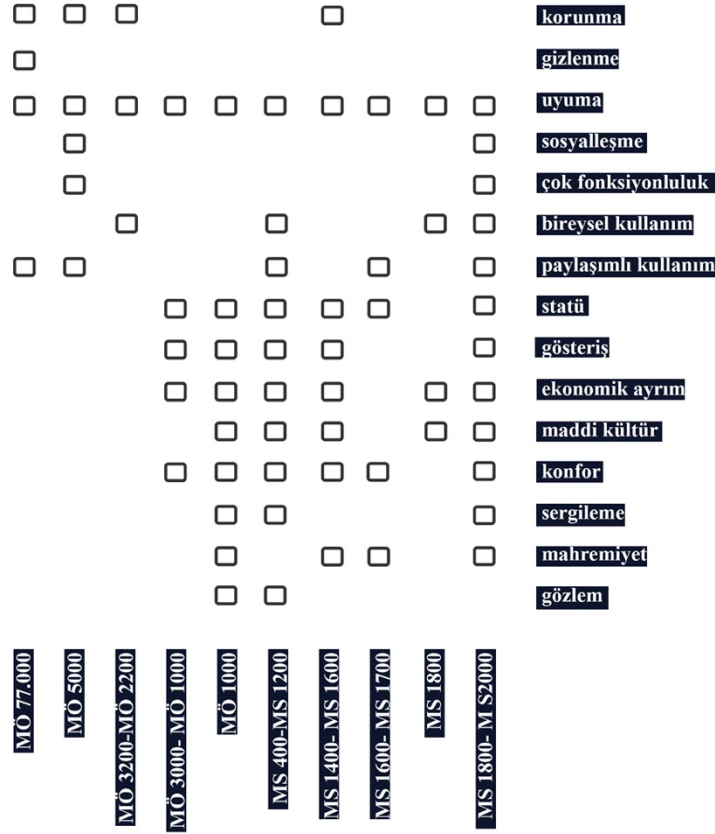 korunma
gizlenme
uyuma
sosyalleşme
çok fonksiyonluluk
bireysel kullanım
paylaşımlı kullanım
statü
gösteriş
ekonomik ayrım
maddi kültür
konfor
sergileme
mahremiyet
gözlem
MÖ 77.000
MÖ 5000
MÖ 3200-MÖ 2200
MÖ 3000- MÖ 1000
MÖ 1000
MS 400-MS 1200
MS 1400- MS 1600
MS 1600- MS 1700
MS 1800
MS 1800- M S2000